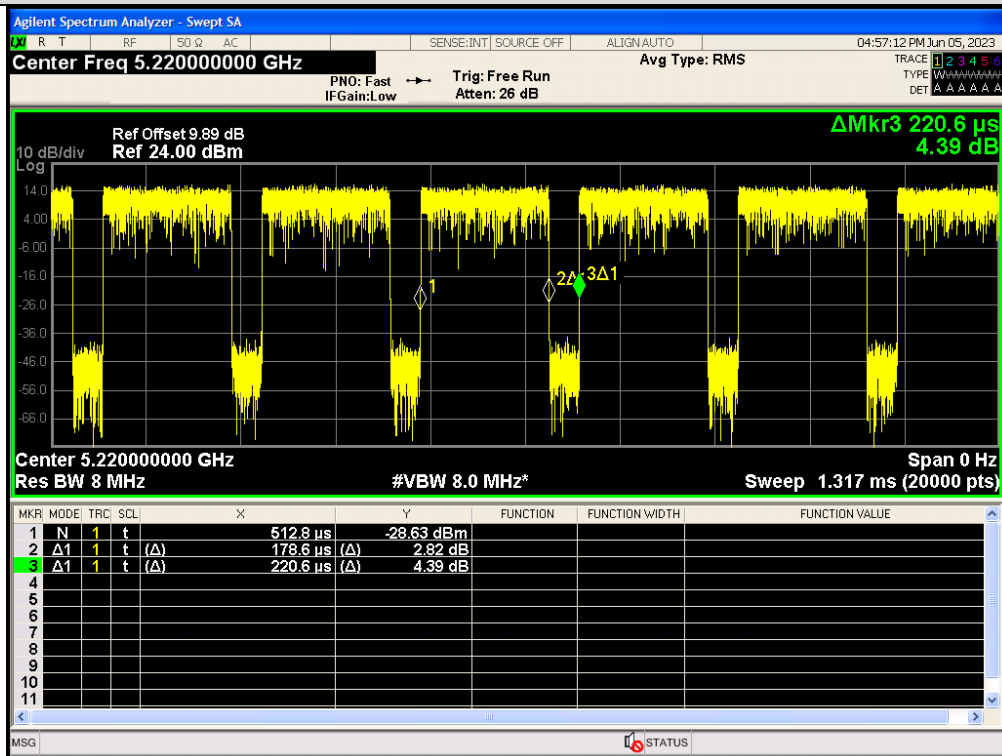 Agilent Spectrum Analyzer - Swept SA
LXI R T RF 50 Ω AC SENSE:INT SOURCE OFF ALIGN AUTO 04:57:12 PM Jun 05, 2023
Center Freq 5.220000000 GHz Avg Type: RMS TRACE 1 2 3 4 5 6
PNO: Fast Trig: Free Run TYPE
IFGain:Low Atten: 26 dB DET A A A A A A
ΔMkr3 220.6 µs
4.39 dB
Ref Offset 9.89 dB
10 dB/div Ref 24.00 dBm
Log
14.0
4.00
-6.00
-16.0
-26.0
-36.0
-46.0
-56.0
-66.0
1
2Δ
3Δ1
Center 5.220000000 GHz Span 0 Hz
Res BW 8 MHz #VBW 8.0 MHz* Sweep 1.317 ms (20000 pts)
MKR MODE TRC SCL X Y FUNCTION FUNCTION WIDTH FUNCTION VALUE
1 N 1 t 512.8 µs -28.63 dBm
2 Δ1 1 t (Δ) 178.6 µs (Δ) 2.82 dB
3 Δ1 1 t (Δ) 220.6 µs (Δ) 4.39 dB
4
5
6
7
8
9
10
11
MSG STATUS